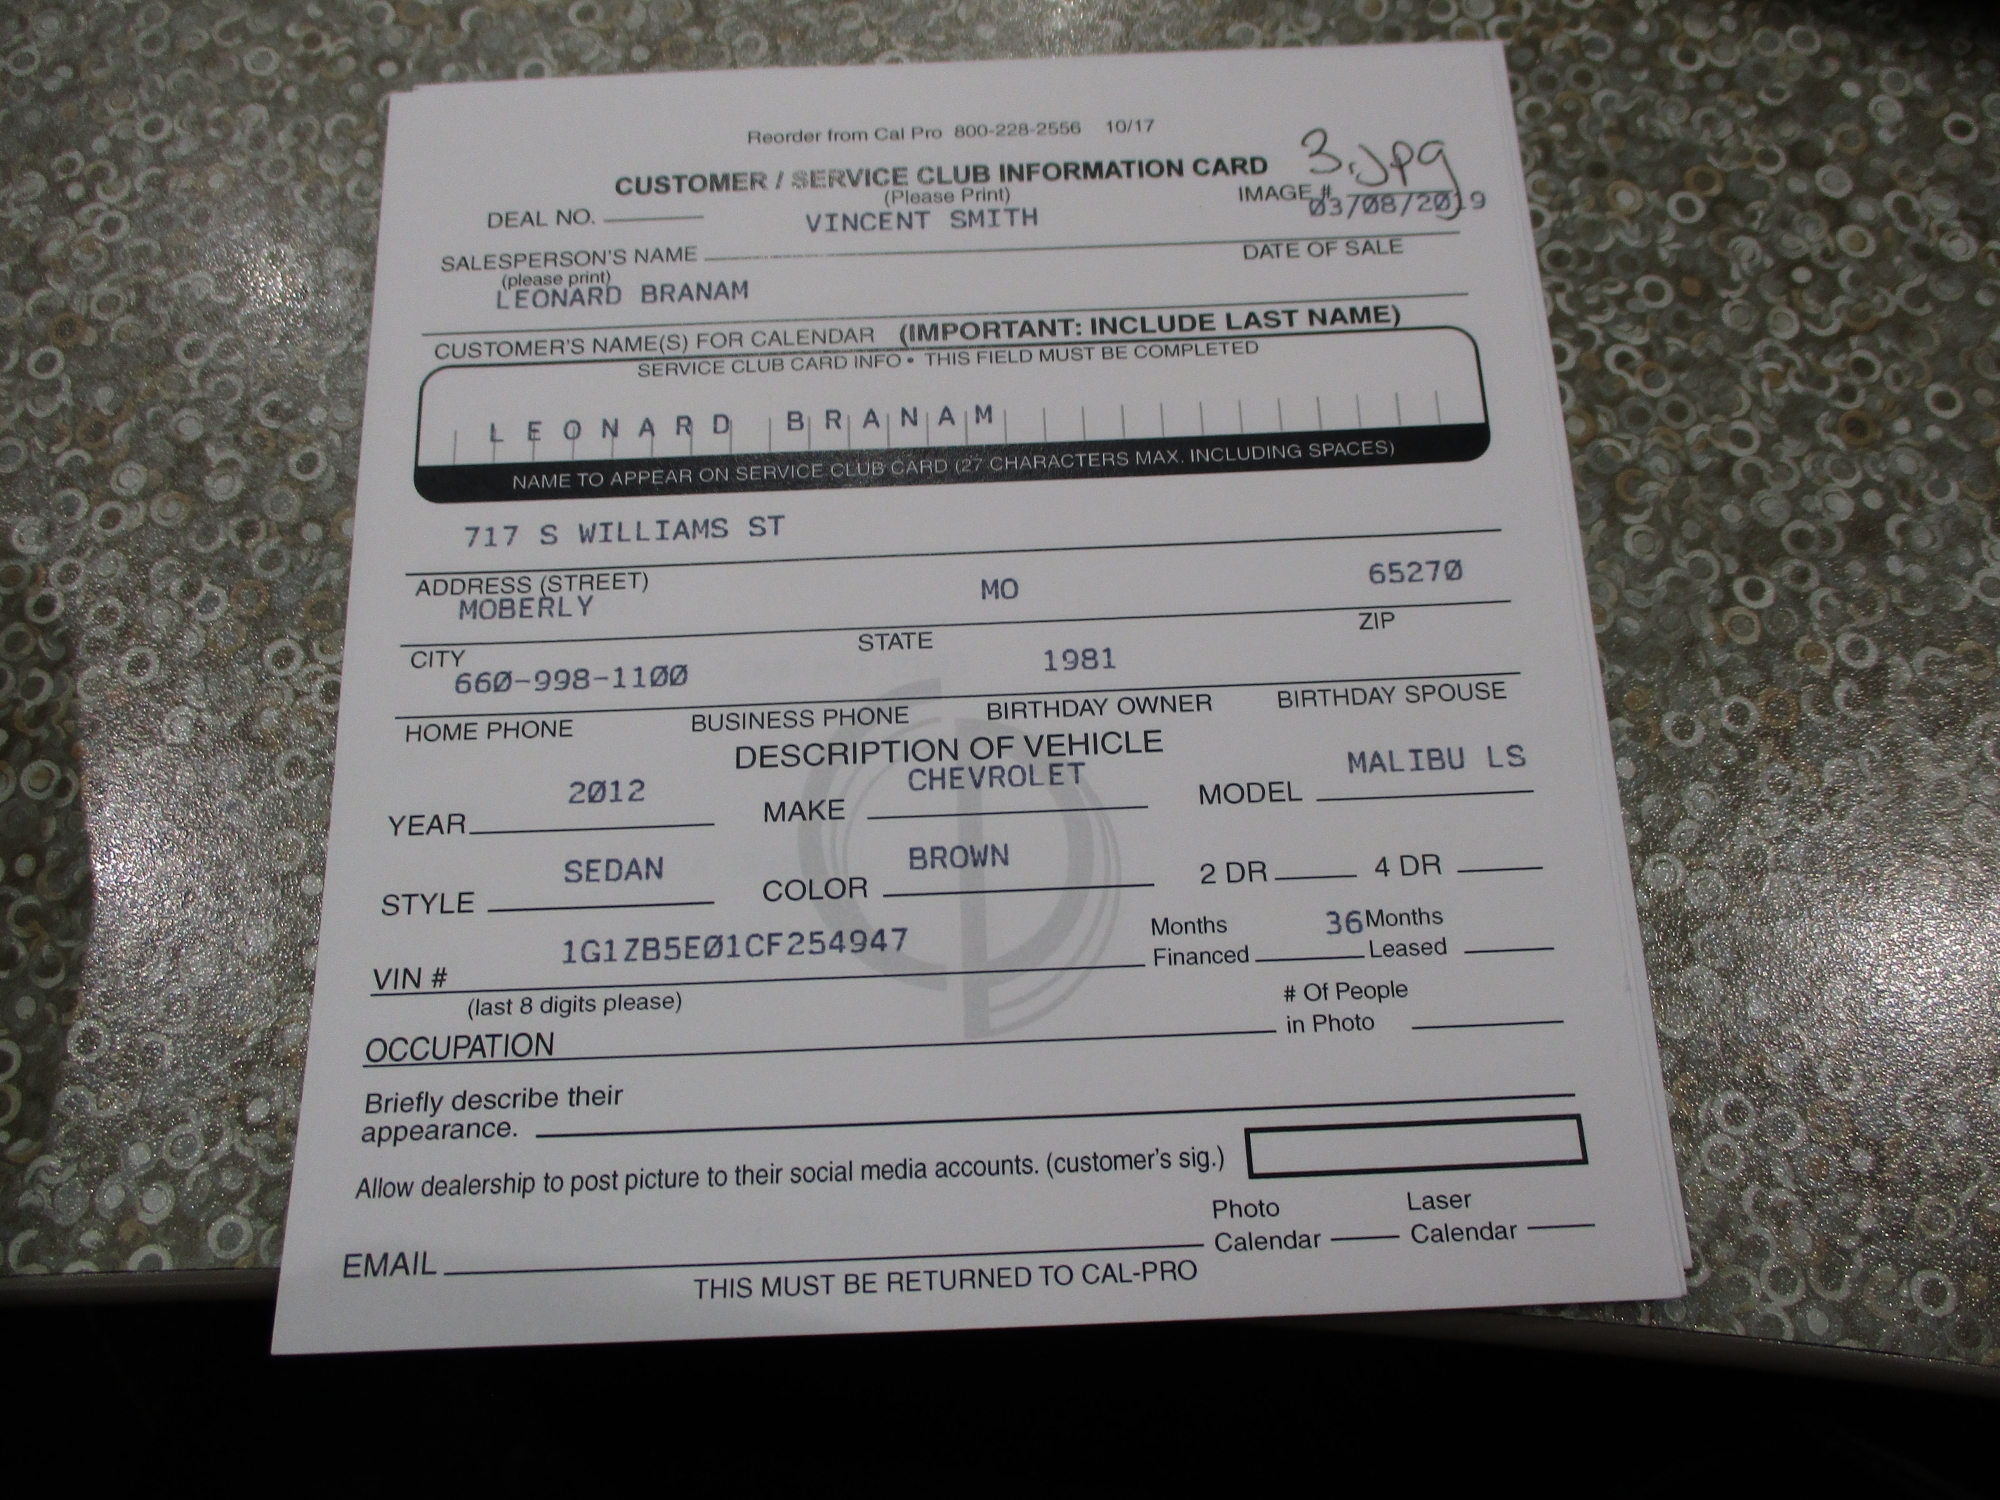 Reorder from Cal Pro 800-228-2556 10/17
CUSTOMER / SERVICE CLUB INFORMATION CARD 3.jpg
(Please Print) IMAGE #
DEAL NO. VINCENT SMITH 03/08/2019
SALESPERSON'S NAME DATE OF SALE
(please print)
LEONARD BRANAM
CUSTOMER'S NAME(S) FOR CALENDAR (IMPORTANT: INCLUDE LAST NAME)
SERVICE CLUB CARD INFO • THIS FIELD MUST BE COMPLETED
LEONARD BRANAM
NAME TO APPEAR ON SERVICE CLUB CARD (27 CHARACTERS MAX. INCLUDING SPACES)
717 S WILLIAMS ST
ADDRESS (STREET)
MOBERLY MO 65270
CITY STATE ZIP
660-998-1100 1981
HOME PHONE BUSINESS PHONE BIRTHDAY OWNER BIRTHDAY SPOUSE
DESCRIPTION OF VEHICLE
YEAR 2012 MAKE CHEVROLET MODEL MALIBU LS
STYLE SEDAN COLOR BROWN 2 DR 4 DR
VIN # 1G1ZB5E01CF254947 Months Financed 36 Months Leased
(last 8 digits please)
OCCUPATION # Of People in Photo
Briefly describe their
appearance.
Allow dealership to post picture to their social media accounts. (customer's sig.)
EMAIL Photo Calendar Laser Calendar
THIS MUST BE RETURNED TO CAL-PRO